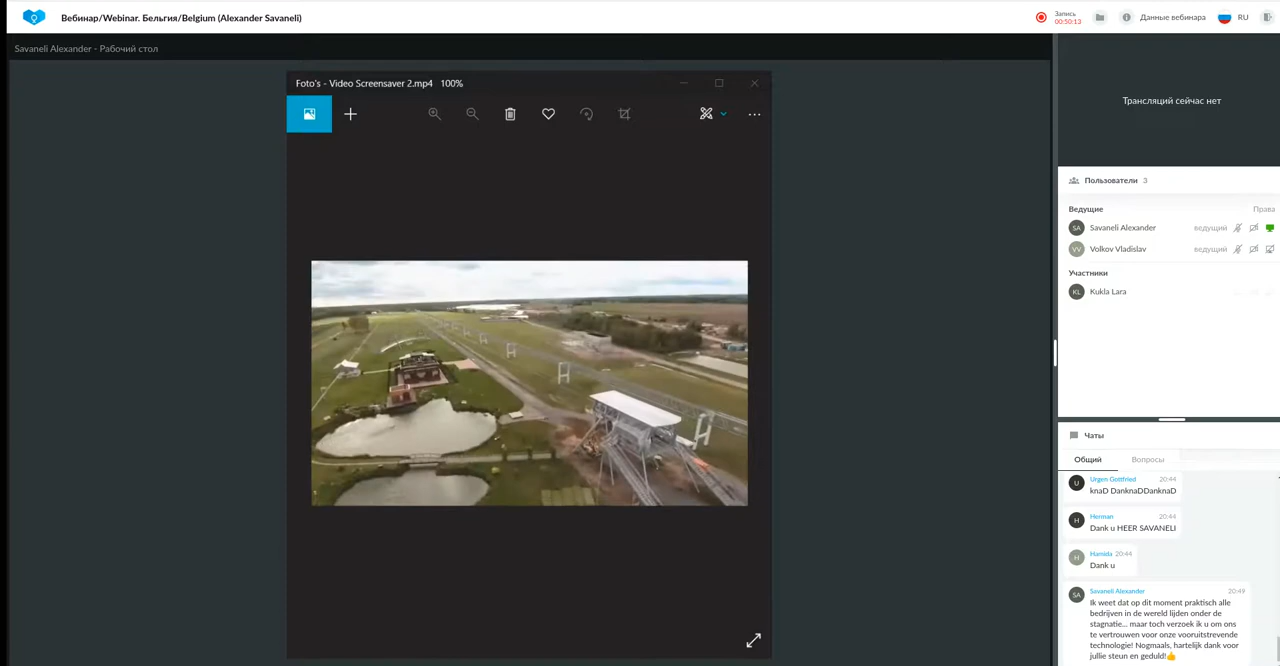 Вебинар/Webinar. Бельгия/Belgium (Alexander Savaneli)
Запись
00:50:13
Данные вебинара
RU
Savaneli Alexander - Рабочий стол
Foto's - Video Screensaver 2.mp4 100%
Трансляций сейчас нет
Пользователи 3
Ведущие Права
SA Savaneli Alexander ведущий
VV Volkov Vladislav ведущий
Участники
KL Kukla Lara
Чаты
Общий Вопросы
U Urgen Gottfried 20:44
knaD DanknaDDanknaD
H Herman 20:44
Dank u HEER SAVANELI
H Hamida 20:44
Dank u
SA Savaneli Alexander 20:49
Ik weet dat op dit moment praktisch alle
bedrijven in de wereld lijden onder de
stagnatie... maar toch verzoek ik u om ons
te vertrouwen voor onze vooruitstrevende
technologie! Nogmaals, hartelijk dank voor
jullie steun en geduld!👍